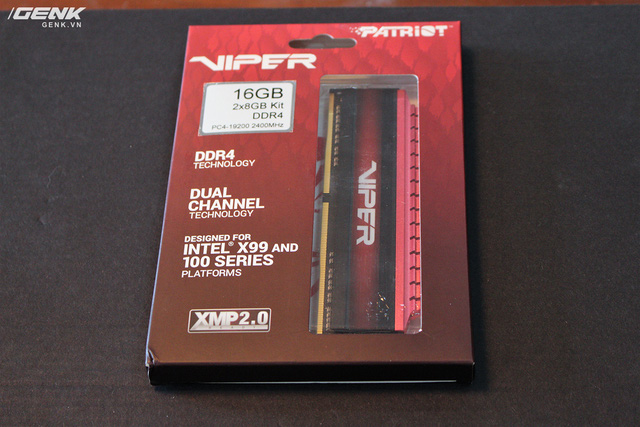 GENK
GENK.VN
PATRIOT
VIPER
16GB
2x8GB Kit
DDR4
PC4-19200 2400MHz
DDR4
TECHNOLOGY
DUAL
CHANNEL
TECHNOLOGY
DESIGNED FOR
INTEL® X99 AND
100 SERIES
PLATFORMS
XMP2.0
VIPER